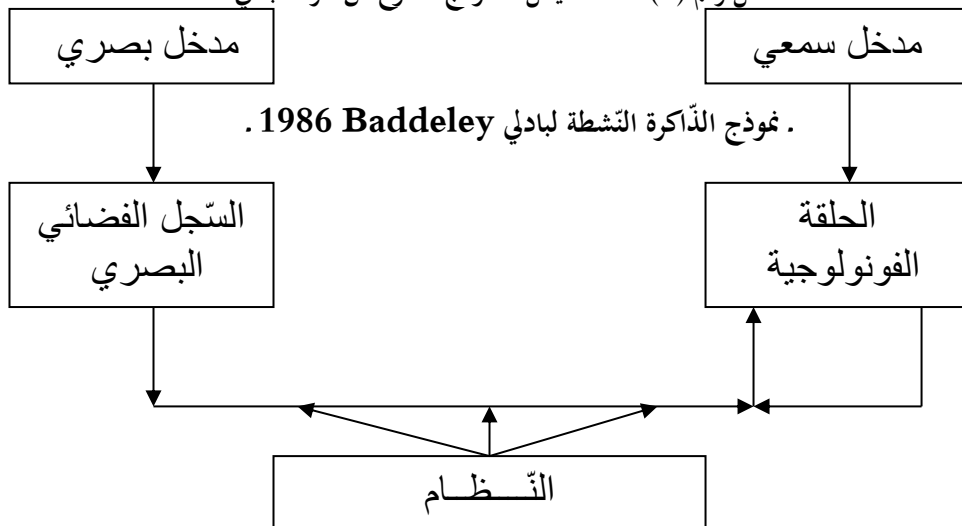 مدخل سمعي
مدخل بصري
. نموذج الذّاكرة النّشطة لبادلي 1986 Baddeley .
الحلقة
الفونولوجية
السّجل الفضائي
البصري
النّـــظــام